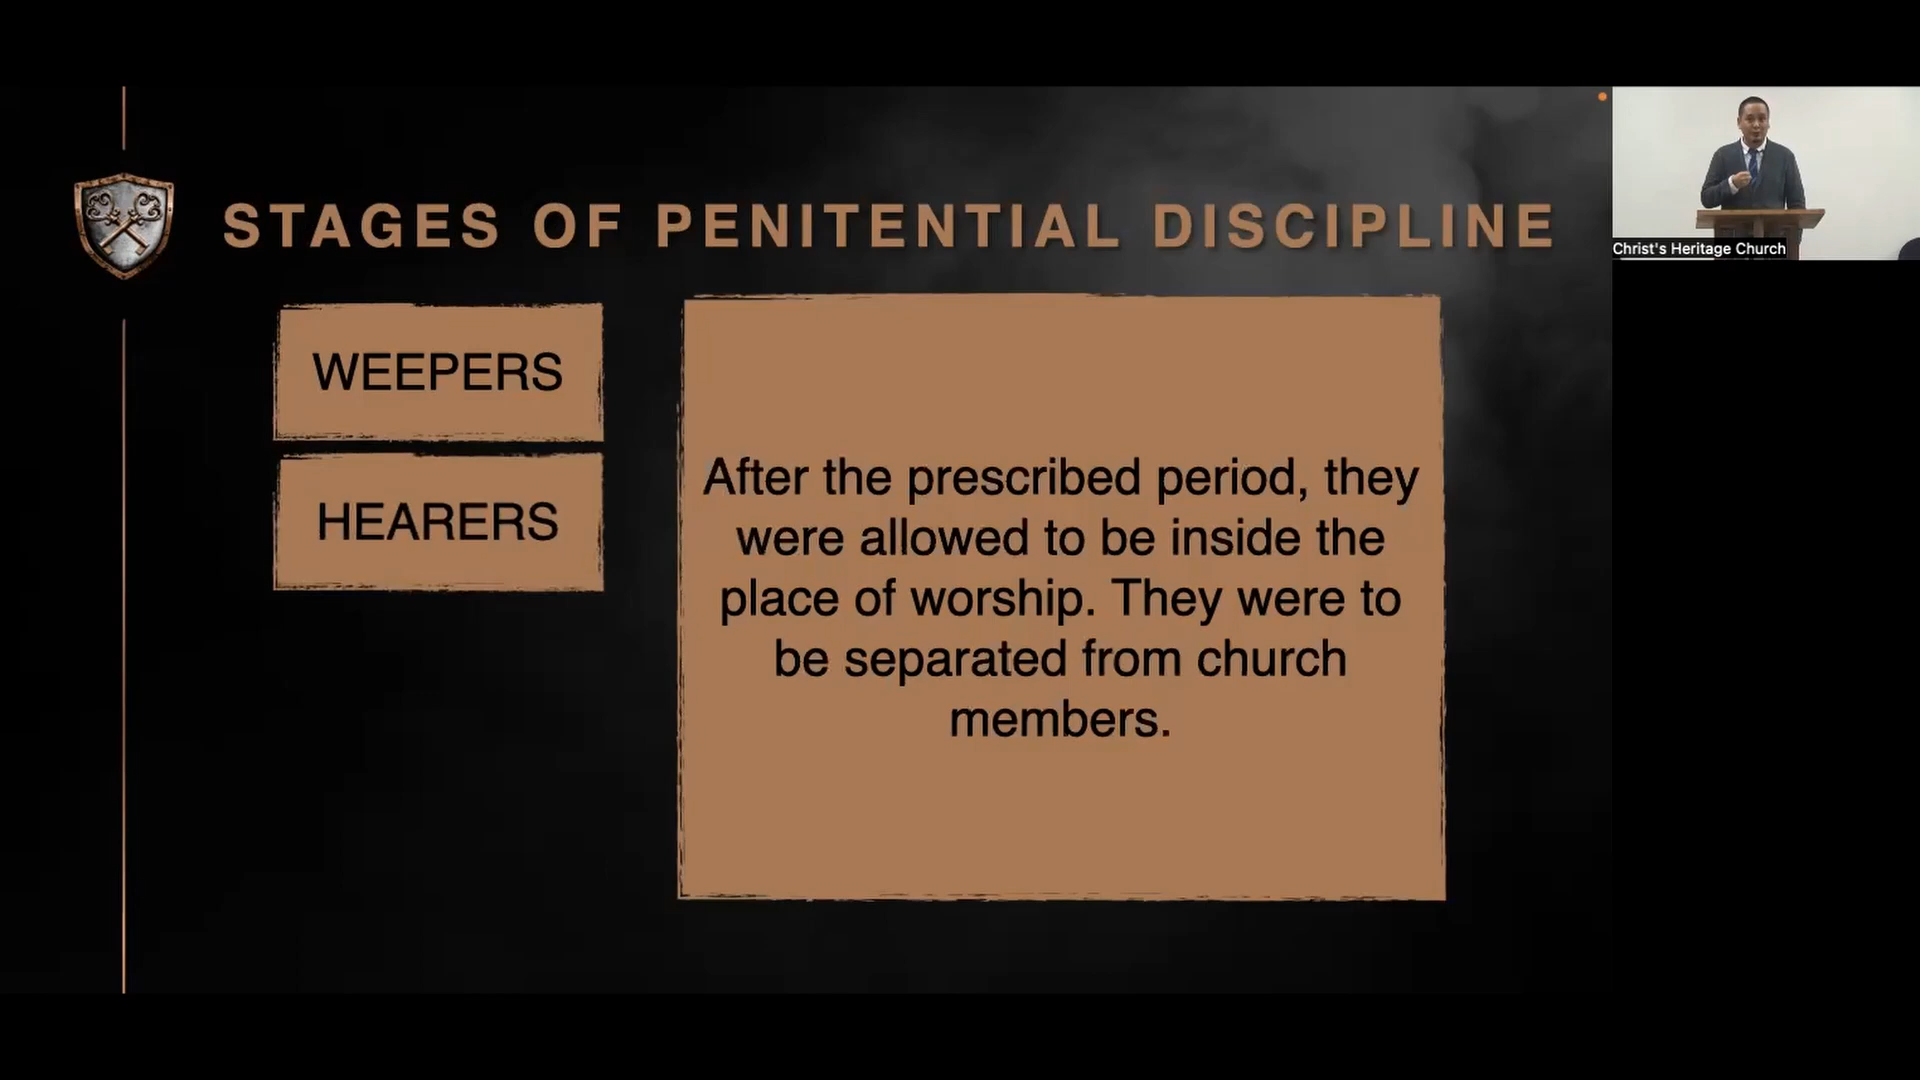 STAGES OF PENITENTIAL DISCIPLINE
WEEPERS
HEARERS
After the prescribed period, they
were allowed to be inside the
place of worship. They were to
be separated from church
members.
Christ's Heritage Church